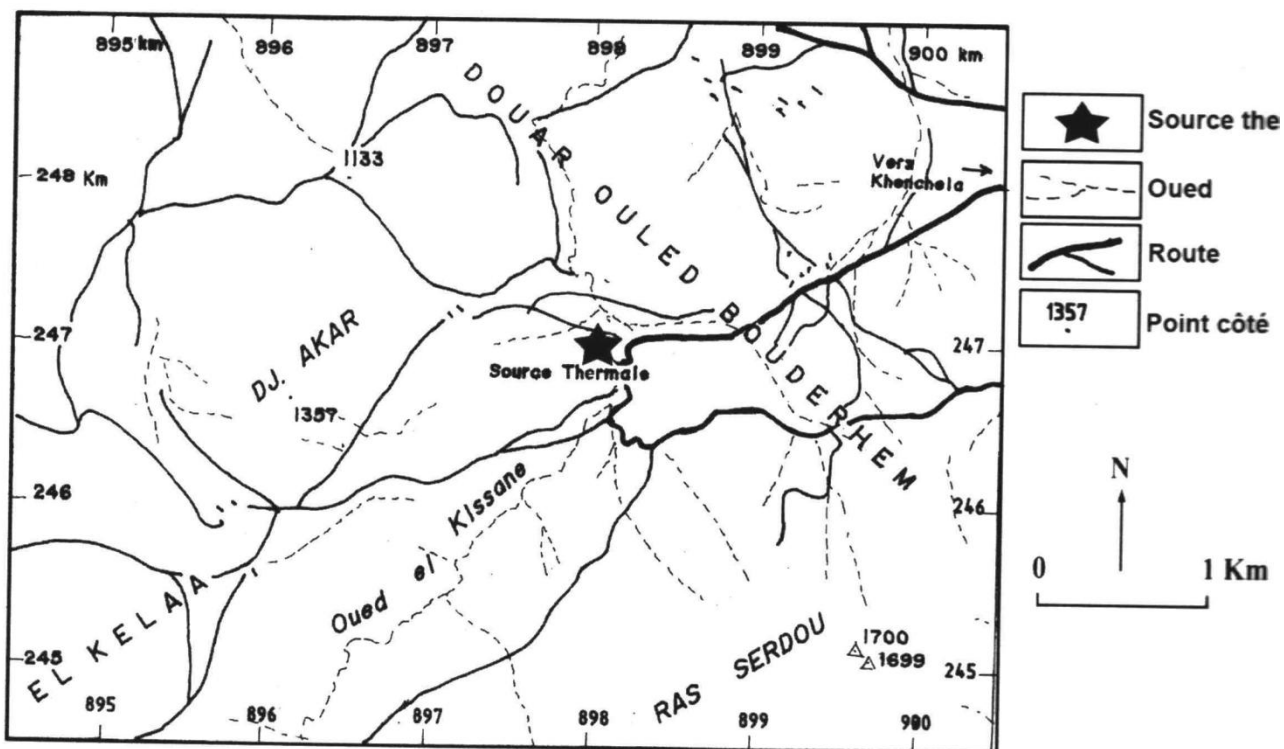 895 km 896 897 898 899 900 km
DOUAR OULED BOUDERHEM
1133
248 Km
Vers
Khenchela
247
DJ. AKAR
Source Thermale
247
1357
246
Oued el Kissane
246
EL KELAA
245
RAS SERDOU
1700
1699
245
895 896 897 898 899 900
Source the
Oued
Route
1357
Point côté
N
0 1 Km